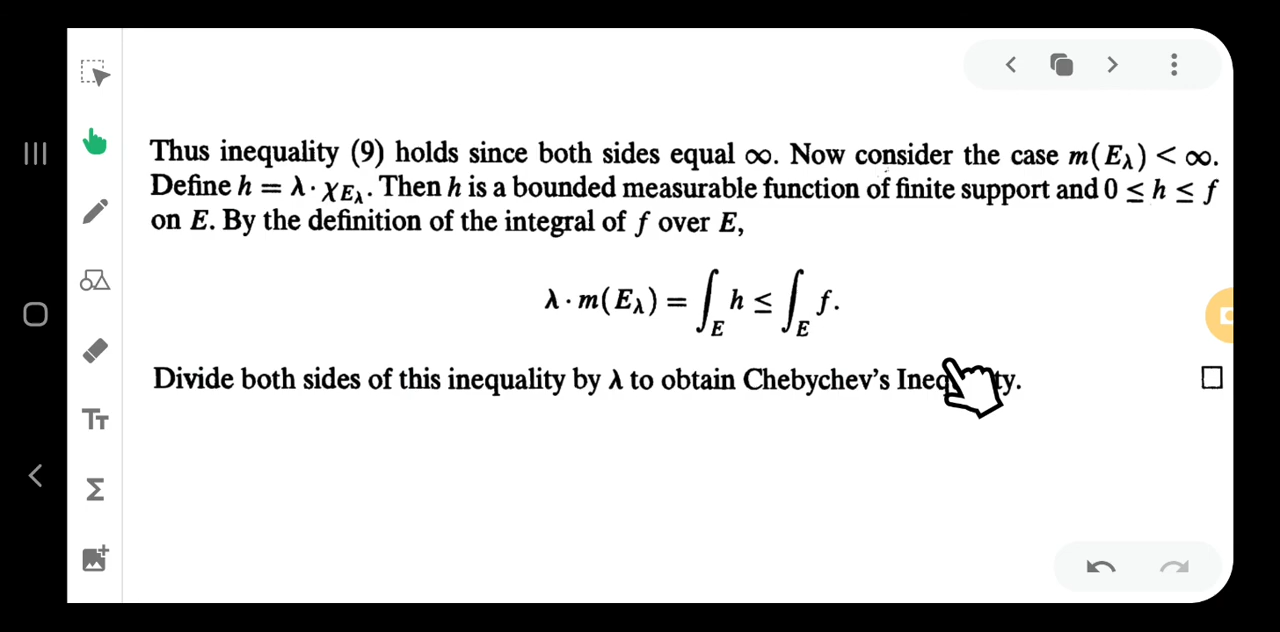 Thus inequality (9) holds since both sides equal ∞. Now consider the case m(E_λ) < ∞.
Define h = λ · χ_{E_λ}. Then h is a bounded measurable function of finite support and 0 ≤ h ≤ f
on E. By the definition of the integral of f over E,
λ · m(E_λ) = ∫_E h ≤ ∫_E f.
Divide both sides of this inequality by λ to obtain Chebychev's □
Tт
Σ